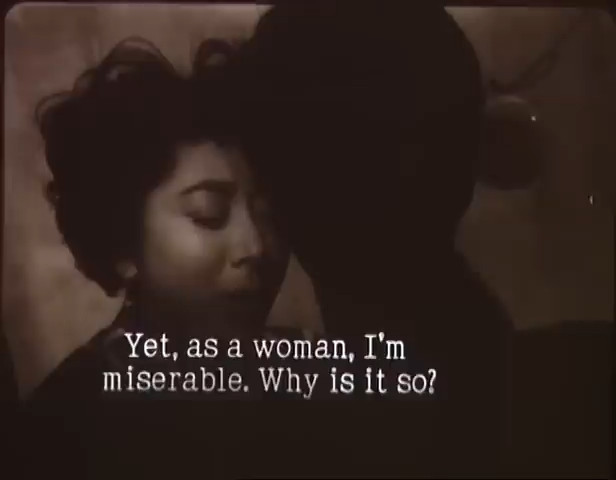 Yet, as a woman, I'm
miserable. Why is it so?